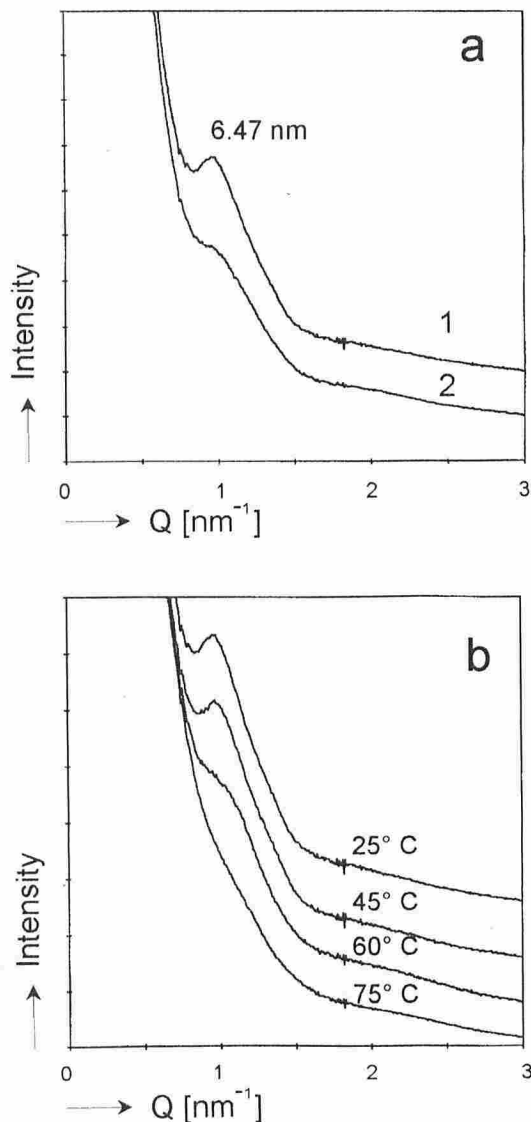 a
6.47 nm
1
2
Intensity
0 1 2 3
Q [nm⁻¹]
b
25° C
45° C
60° C
75° C
Intensity
0 1 2 3
Q [nm⁻¹]